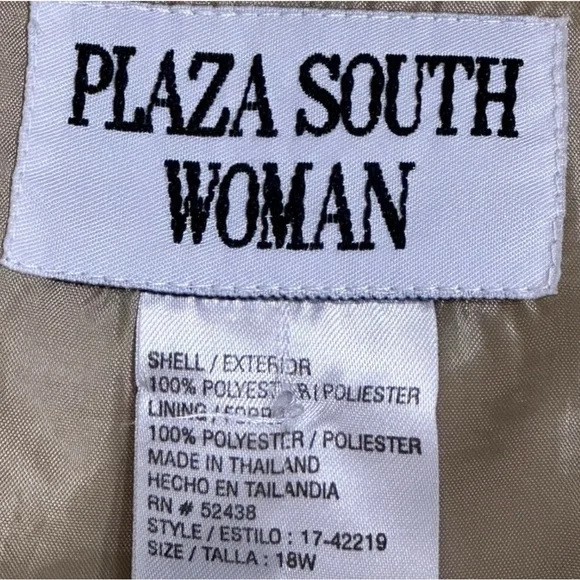 PLAZA SOUTH
WOMAN
SHELL / EXTERIOR
100% POLYESTER / POLIESTER
LINING / FORRA
100% POLYESTER / POLIESTER
MADE IN THAILAND
HECHO EN TAILANDIA
RN # 52438
STYLE / ESTILO : 17-42219
SIZE / TALLA : 18W